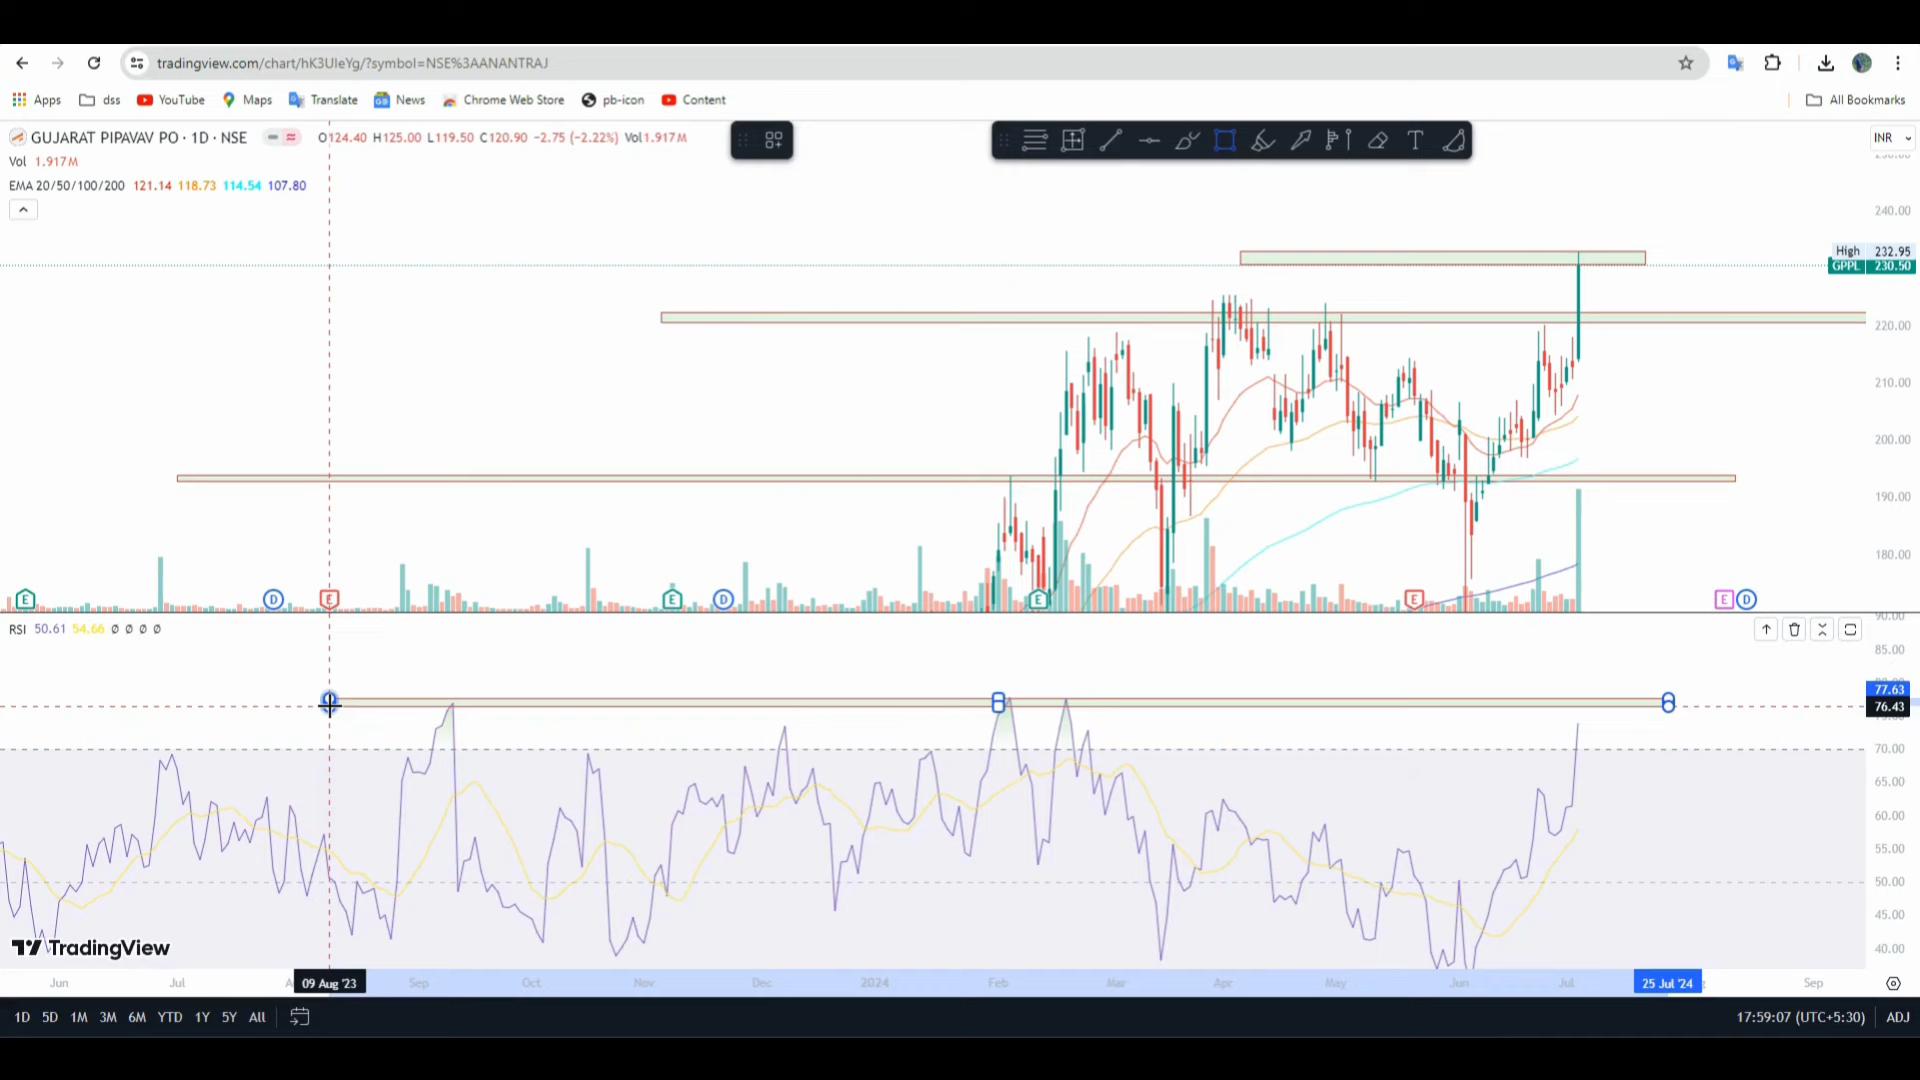 tradingview.com/chart/hK3UleYg/?symbol=NSE%3AANANTRAJ
Apps dss YouTube Maps Translate News Chrome Web Store pb-icon Content All Bookmarks
GUJARAT PIPAVAV PO · 1D · NSE O124.40 H125.00 L119.50 C120.90 −2.75 (−2.22%) Vol1.917M INR
Vol 1.917M
EMA 20/50/100/200 121.14 118.73 114.54 107.80
240.00
High 232.95
GPPL 230.50
220.00
210.00
200.00
190.00
180.00
E D E E D E E E D
90.00
RSI 50.61 54.66 Ø Ø Ø Ø
85.00
77.63
76.43
70.00
65.00
60.00
55.00
50.00
45.00
40.00
TradingView
Jun Jul 09 Aug '23 Sep Oct Nov Dec 2024 Feb Mar Apr May Jun Jul 25 Jul '24 Sep
1D 5D 1M 3M 6M YTD 1Y 5Y All 17:59:07 (UTC+5:30) ADJ